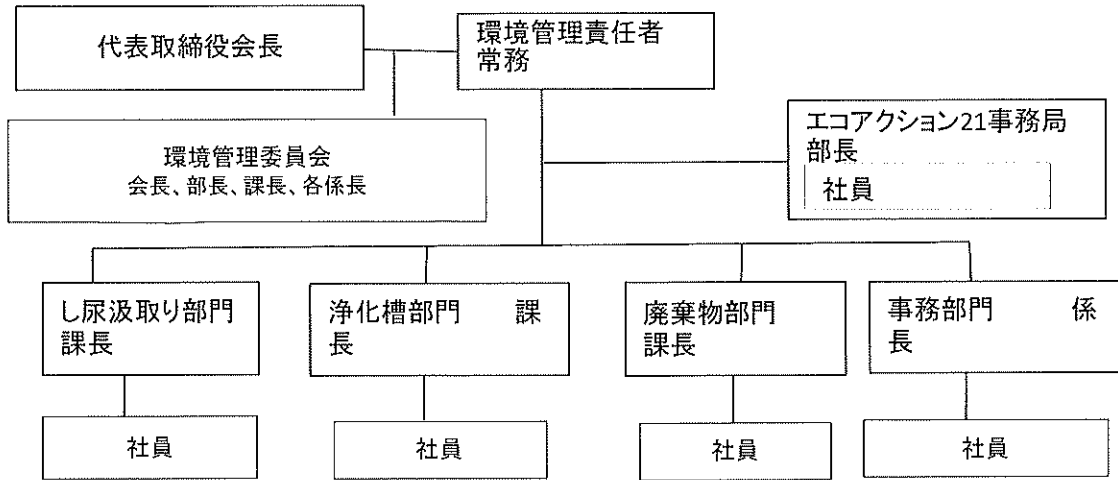 代表取締役会長
環境管理責任者
常務
環境管理委員会
会長、部長、課長、各係長
エコアクション21事務局
部長
社員
し尿汲取り部門
課長
浄化槽部門　　課
長
廃棄物部門
課長
事務部門　　　係
長
社員
社員
社員
社員